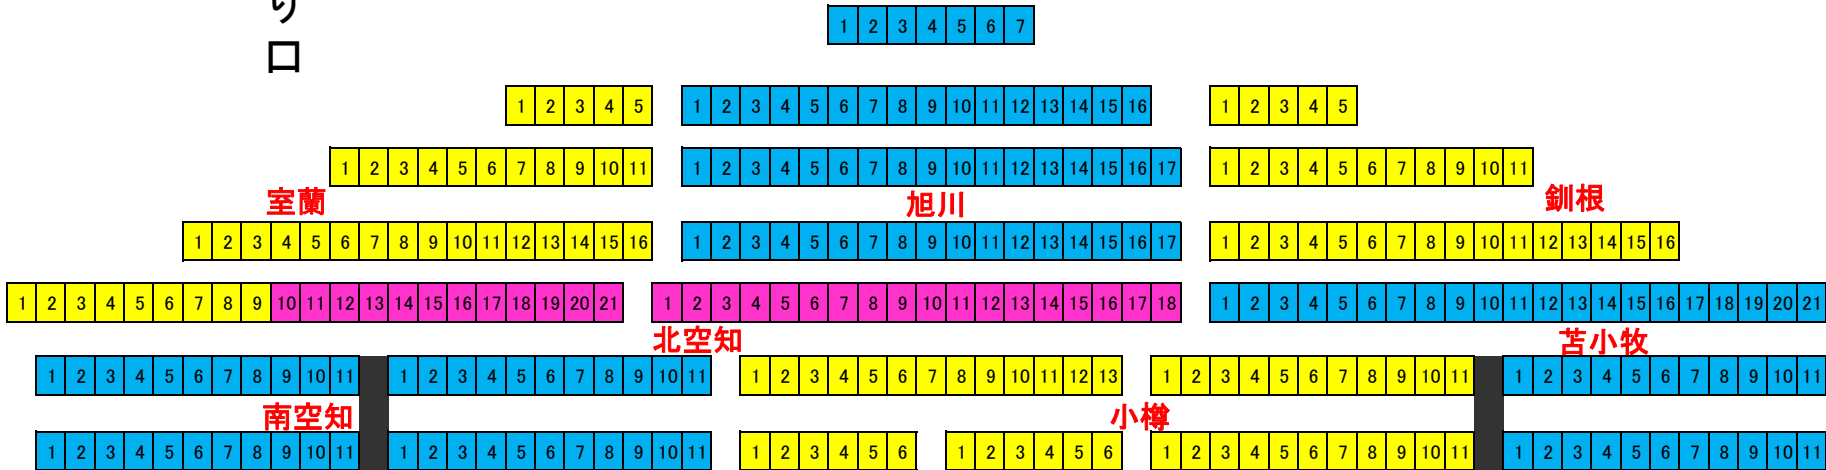 り
口
1 2 3 4 5 6 7
1 2 3 4 5 1 2 3 4 5 6 7 8 9 10 11 12 13 14 15 16 1 2 3 4 5
1 2 3 4 5 6 7 8 9 10 11 1 2 3 4 5 6 7 8 9 10 11 12 13 14 15 16 17 1 2 3 4 5 6 7 8 9 10 11
室蘭 旭川 釧根
1 2 3 4 5 6 7 8 9 10 11 12 13 14 15 16 1 2 3 4 5 6 7 8 9 10 11 12 13 14 15 16 17 1 2 3 4 5 6 7 8 9 10 11 12 13 14 15 16
1 2 3 4 5 6 7 8 9 10 11 12 13 14 15 16 17 18 19 20 21 1 2 3 4 5 6 7 8 9 10 11 12 13 14 15 16 17 18 1 2 3 4 5 6 7 8 9 10 11 12 13 14 15 16 17 18 19 20 21
北空知 苫小牧
1 2 3 4 5 6 7 8 9 10 11 1 2 3 4 5 6 7 8 9 10 11 1 2 3 4 5 6 7 8 9 10 11 12 13 1 2 3 4 5 6 7 8 9 10 11 1 2 3 4 5 6 7 8 9 10 11
南空知 小樽
1 2 3 4 5 6 7 8 9 10 11 1 2 3 4 5 6 7 8 9 10 11 1 2 3 4 5 6 1 2 3 4 5 6 1 2 3 4 5 6 7 8 9 10 11 1 2 3 4 5 6 7 8 9 10 11